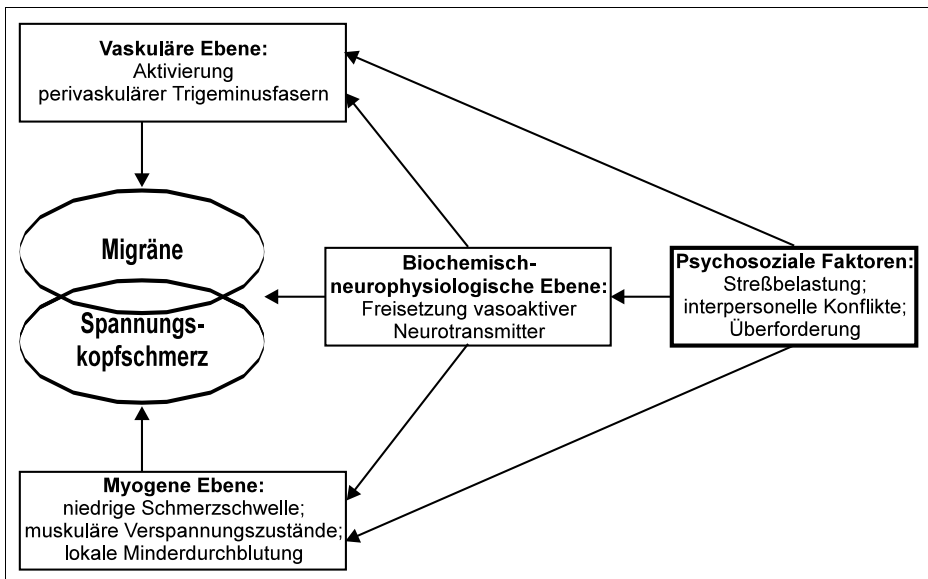 Vaskuläre Ebene:
Aktivierung
perivaskulärer Trigeminusfasern
Migräne
Spannungs-
kopfschmerz
Biochemisch-
neurophysiologische Ebene:
Freisetzung vasoaktiver
Neurotransmitter
Psychosoziale Faktoren:
Streßbelastung;
interpersonelle Konflikte;
Überforderung
Myogene Ebene:
niedrige Schmerzschwelle;
muskuläre Verspannungszustände;
lokale Minderdurchblutung